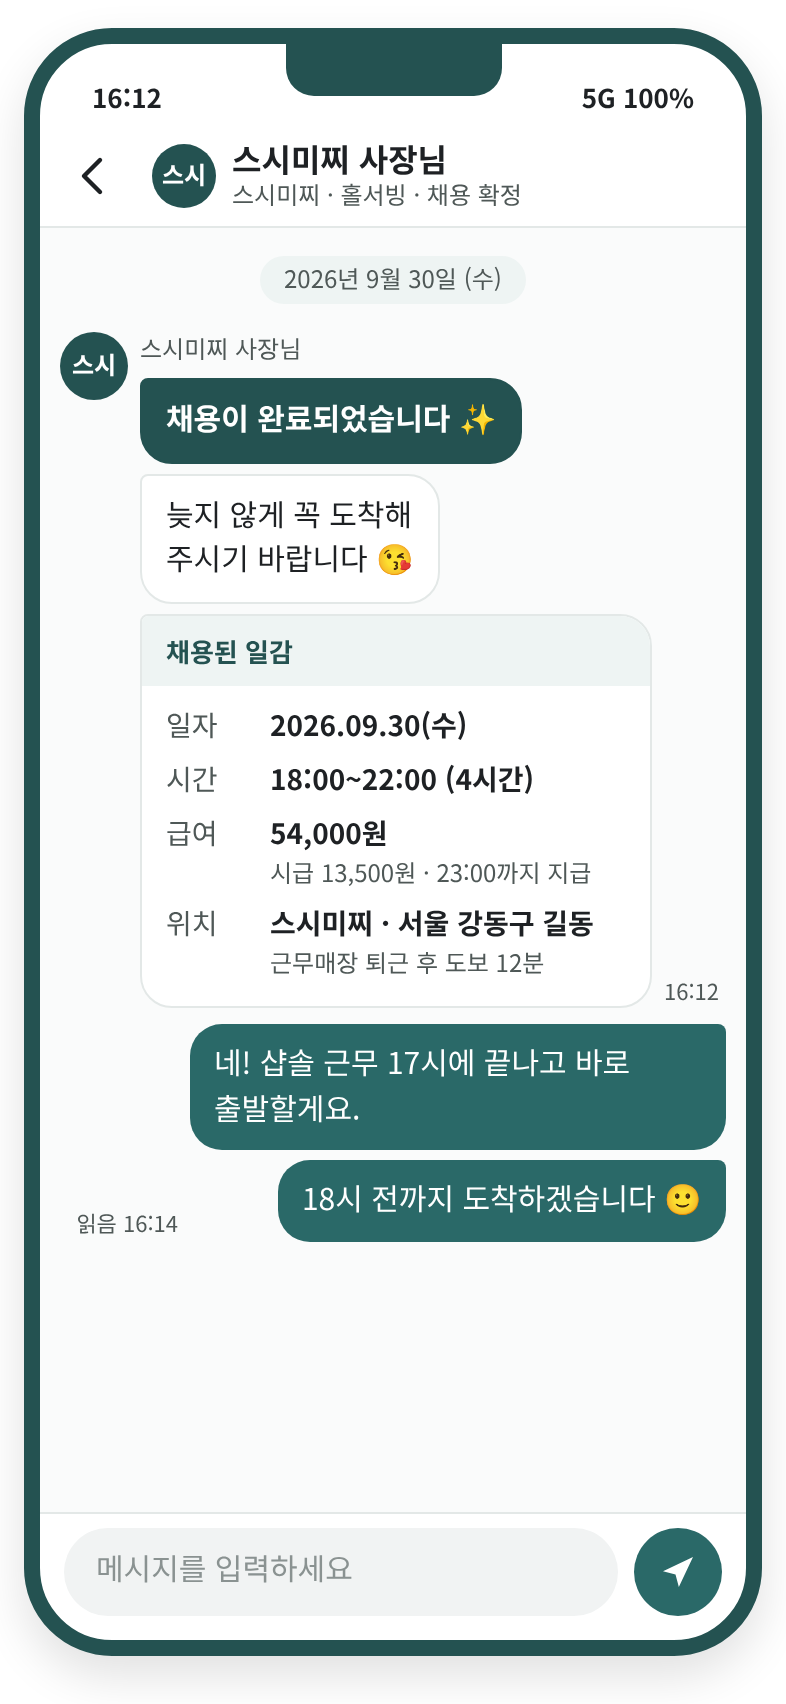 16:12
5G 100%
스시
스시미찌 사장님
스시미찌 · 홀서빙 · 채용 확정
2026년 9월 30일 (수)
스시
스시미찌 사장님
채용이 완료되었습니다 ✨
늦지 않게 꼭 도착해
주시기 바랍니다 😘
채용된 일감
일자 2026.09.30(수)
시간 18:00~22:00 (4시간)
급여 54,000원
시급 13,500원 · 23:00까지 지급
위치 스시미찌 · 서울 강동구 길동
근무매장 퇴근 후 도보 12분
16:12
네! 샵솔 근무 17시에 끝나고 바로
출발할게요.
18시 전까지 도착하겠습니다 🙂
읽음 16:14
메시지를 입력하세요